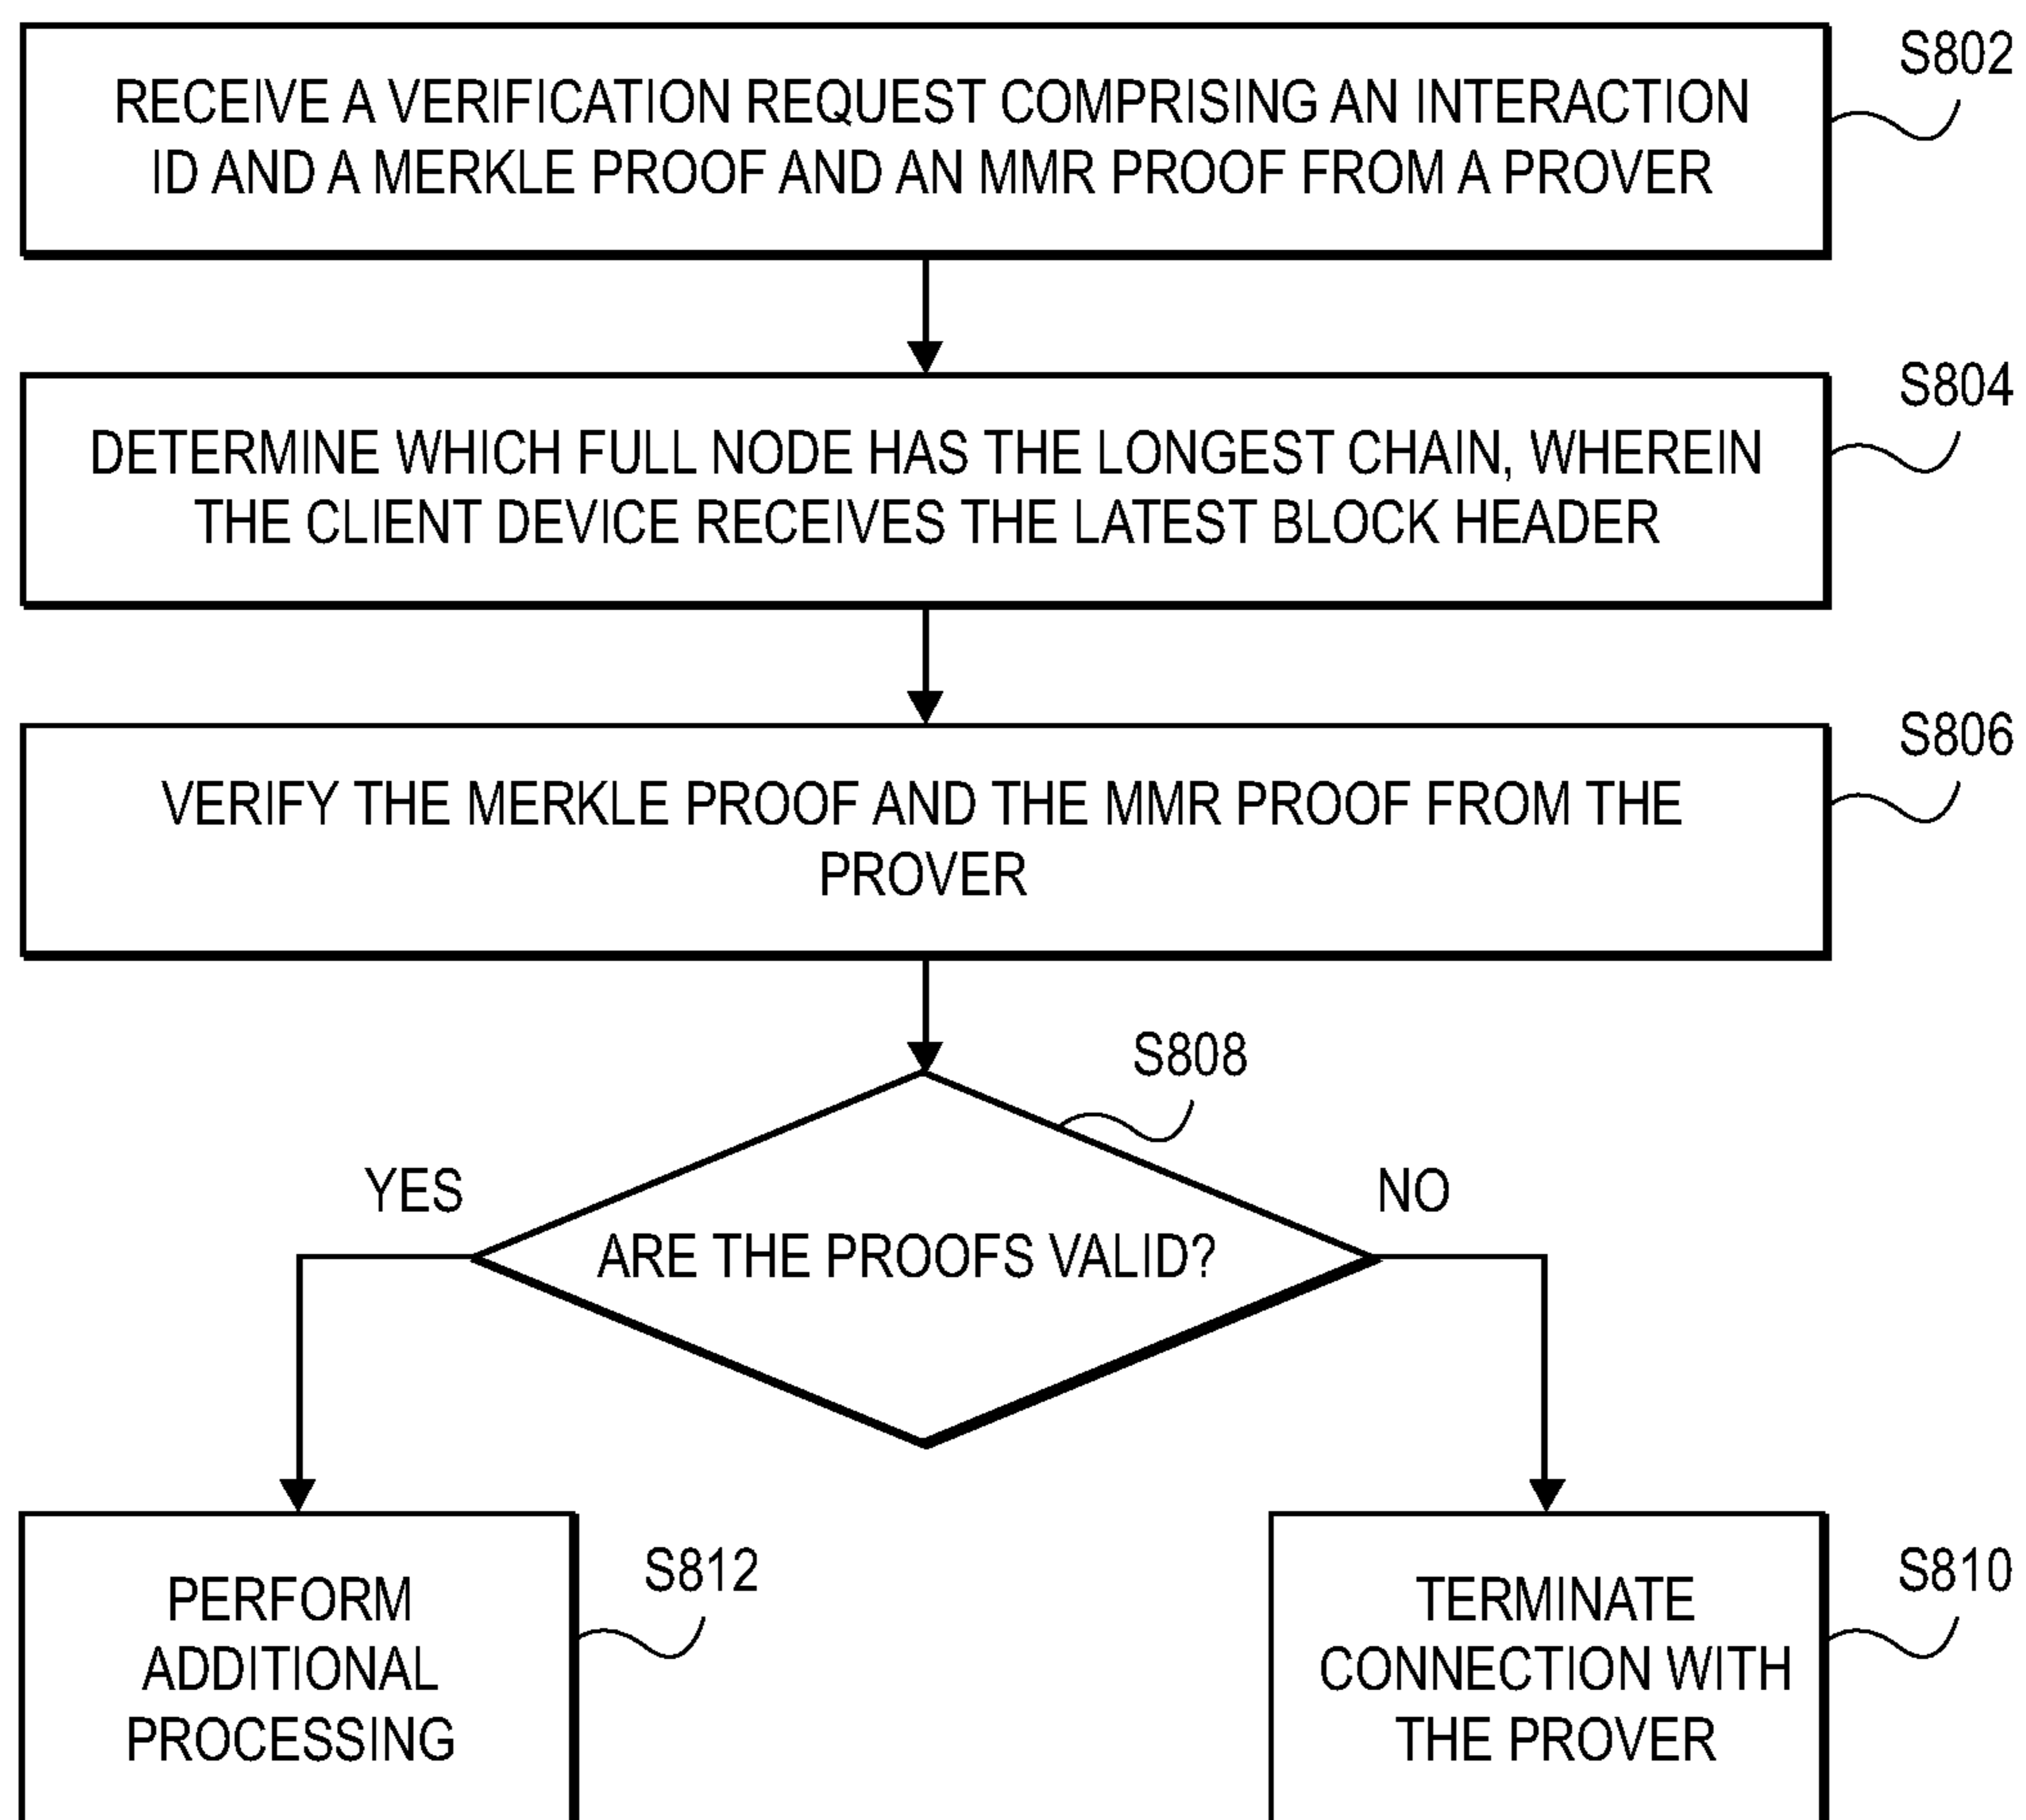 S802
RECEIVE A VERIFICATION REQUEST COMPRISING AN INTERACTION
ID AND A MERKLE PROOF AND AN MMR PROOF FROM A PROVER
S804
DETERMINE WHICH FULL NODE HAS THE LONGEST CHAIN, WHEREIN
THE CLIENT DEVICE RECEIVES THE LATEST BLOCK HEADER
S806
VERIFY THE MERKLE PROOF AND THE MMR PROOF FROM THE
PROVER
S808
YES
NO
ARE THE PROOFS VALID?
PERFORM
ADDITIONAL
PROCESSING
S812
TERMINATE
CONNECTION WITH
THE PROVER
S810